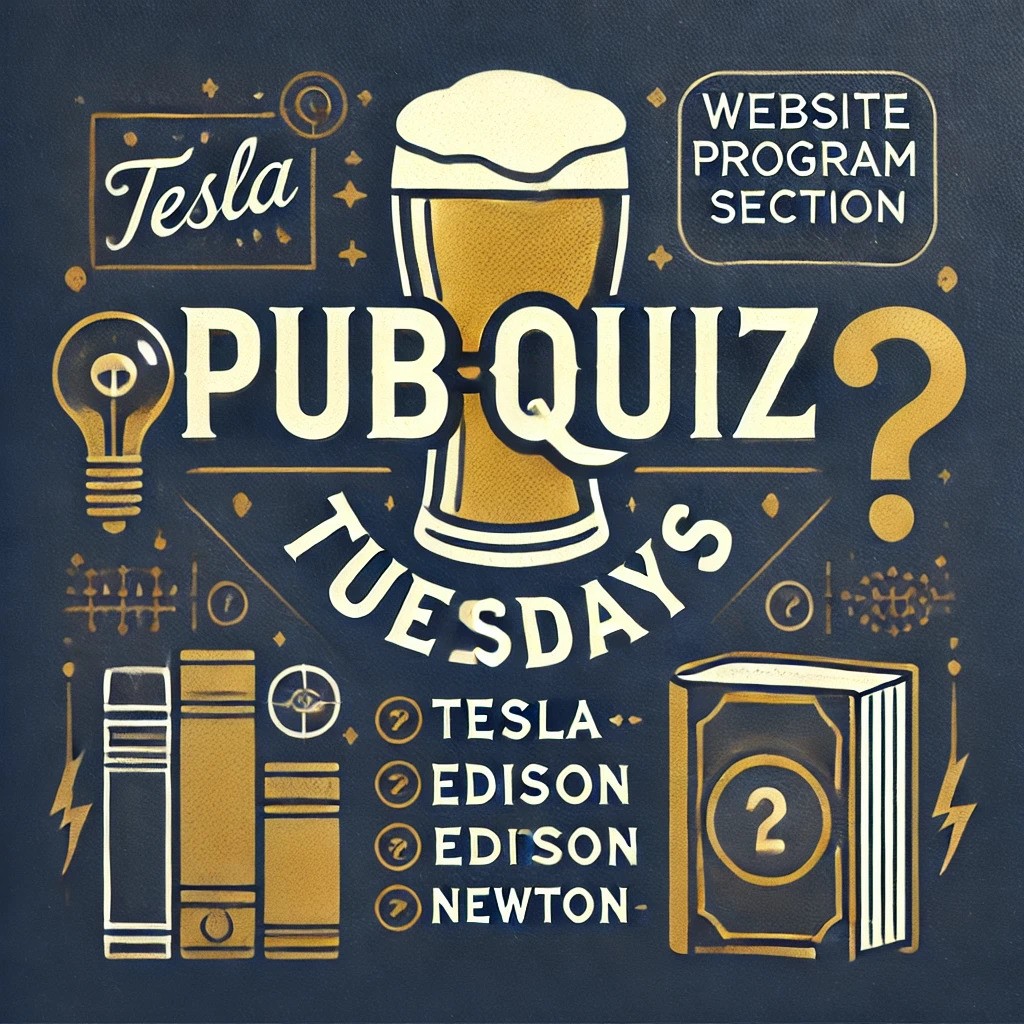 Tesla
WEBSITE
PROGRAM
SECTION
PUB QUIZ
?
TUESDAYS
TESLA
EDISON
EDISON
NEWTON
2